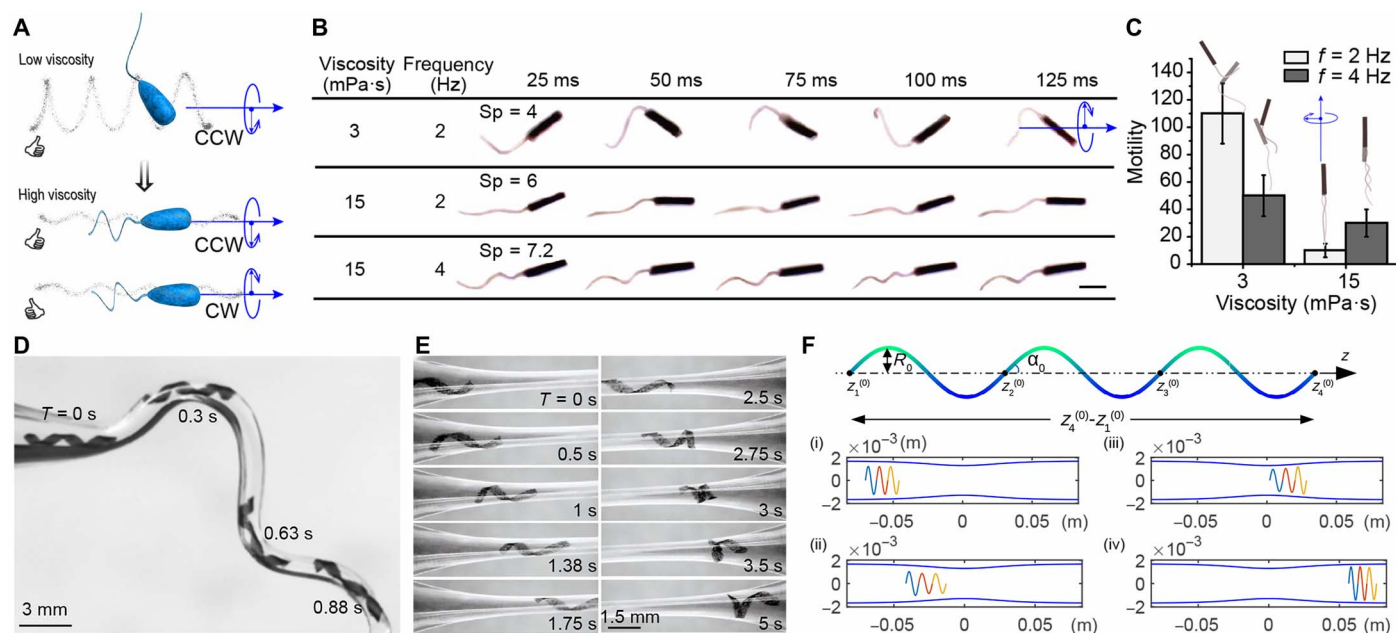 A
Low viscosity
CCW
High viscosity
CCW
CW
B
Viscosity Frequency
(mPa·s) (Hz) 25 ms 50 ms 75 ms 100 ms 125 ms
3 2 Sp = 4
15 2 Sp = 6
15 4 Sp = 7.2
C
f = 2 Hz
f = 4 Hz
Motility
140
120
100
80
60
40
20
0
3 15
Viscosity (mPa·s)
D
T = 0 s
0.3 s
0.63 s
0.88 s
3 mm
E
T = 0 s 2.5 s
0.5 s 2.75 s
1 s 3 s
1.38 s 3.5 s
1.75 s 1.5 mm 5 s
F
R₀ α₀ z
z₁⁽⁰⁾ z₂⁽⁰⁾ z₃⁽⁰⁾ z₄⁽⁰⁾
z₄⁽⁰⁾-z₁⁽⁰⁾
(i) ×10⁻³ (m)
2
0
−2
−0.05 0 0.05 (m)
(iii) ×10⁻³
2
0
−2
−0.05 0 0.05 (m)
(ii) ×10⁻³
2
0
−2
−0.05 0 0.05 (m)
(iv) ×10⁻³
2
0
−2
−0.05 0 0.05 (m)